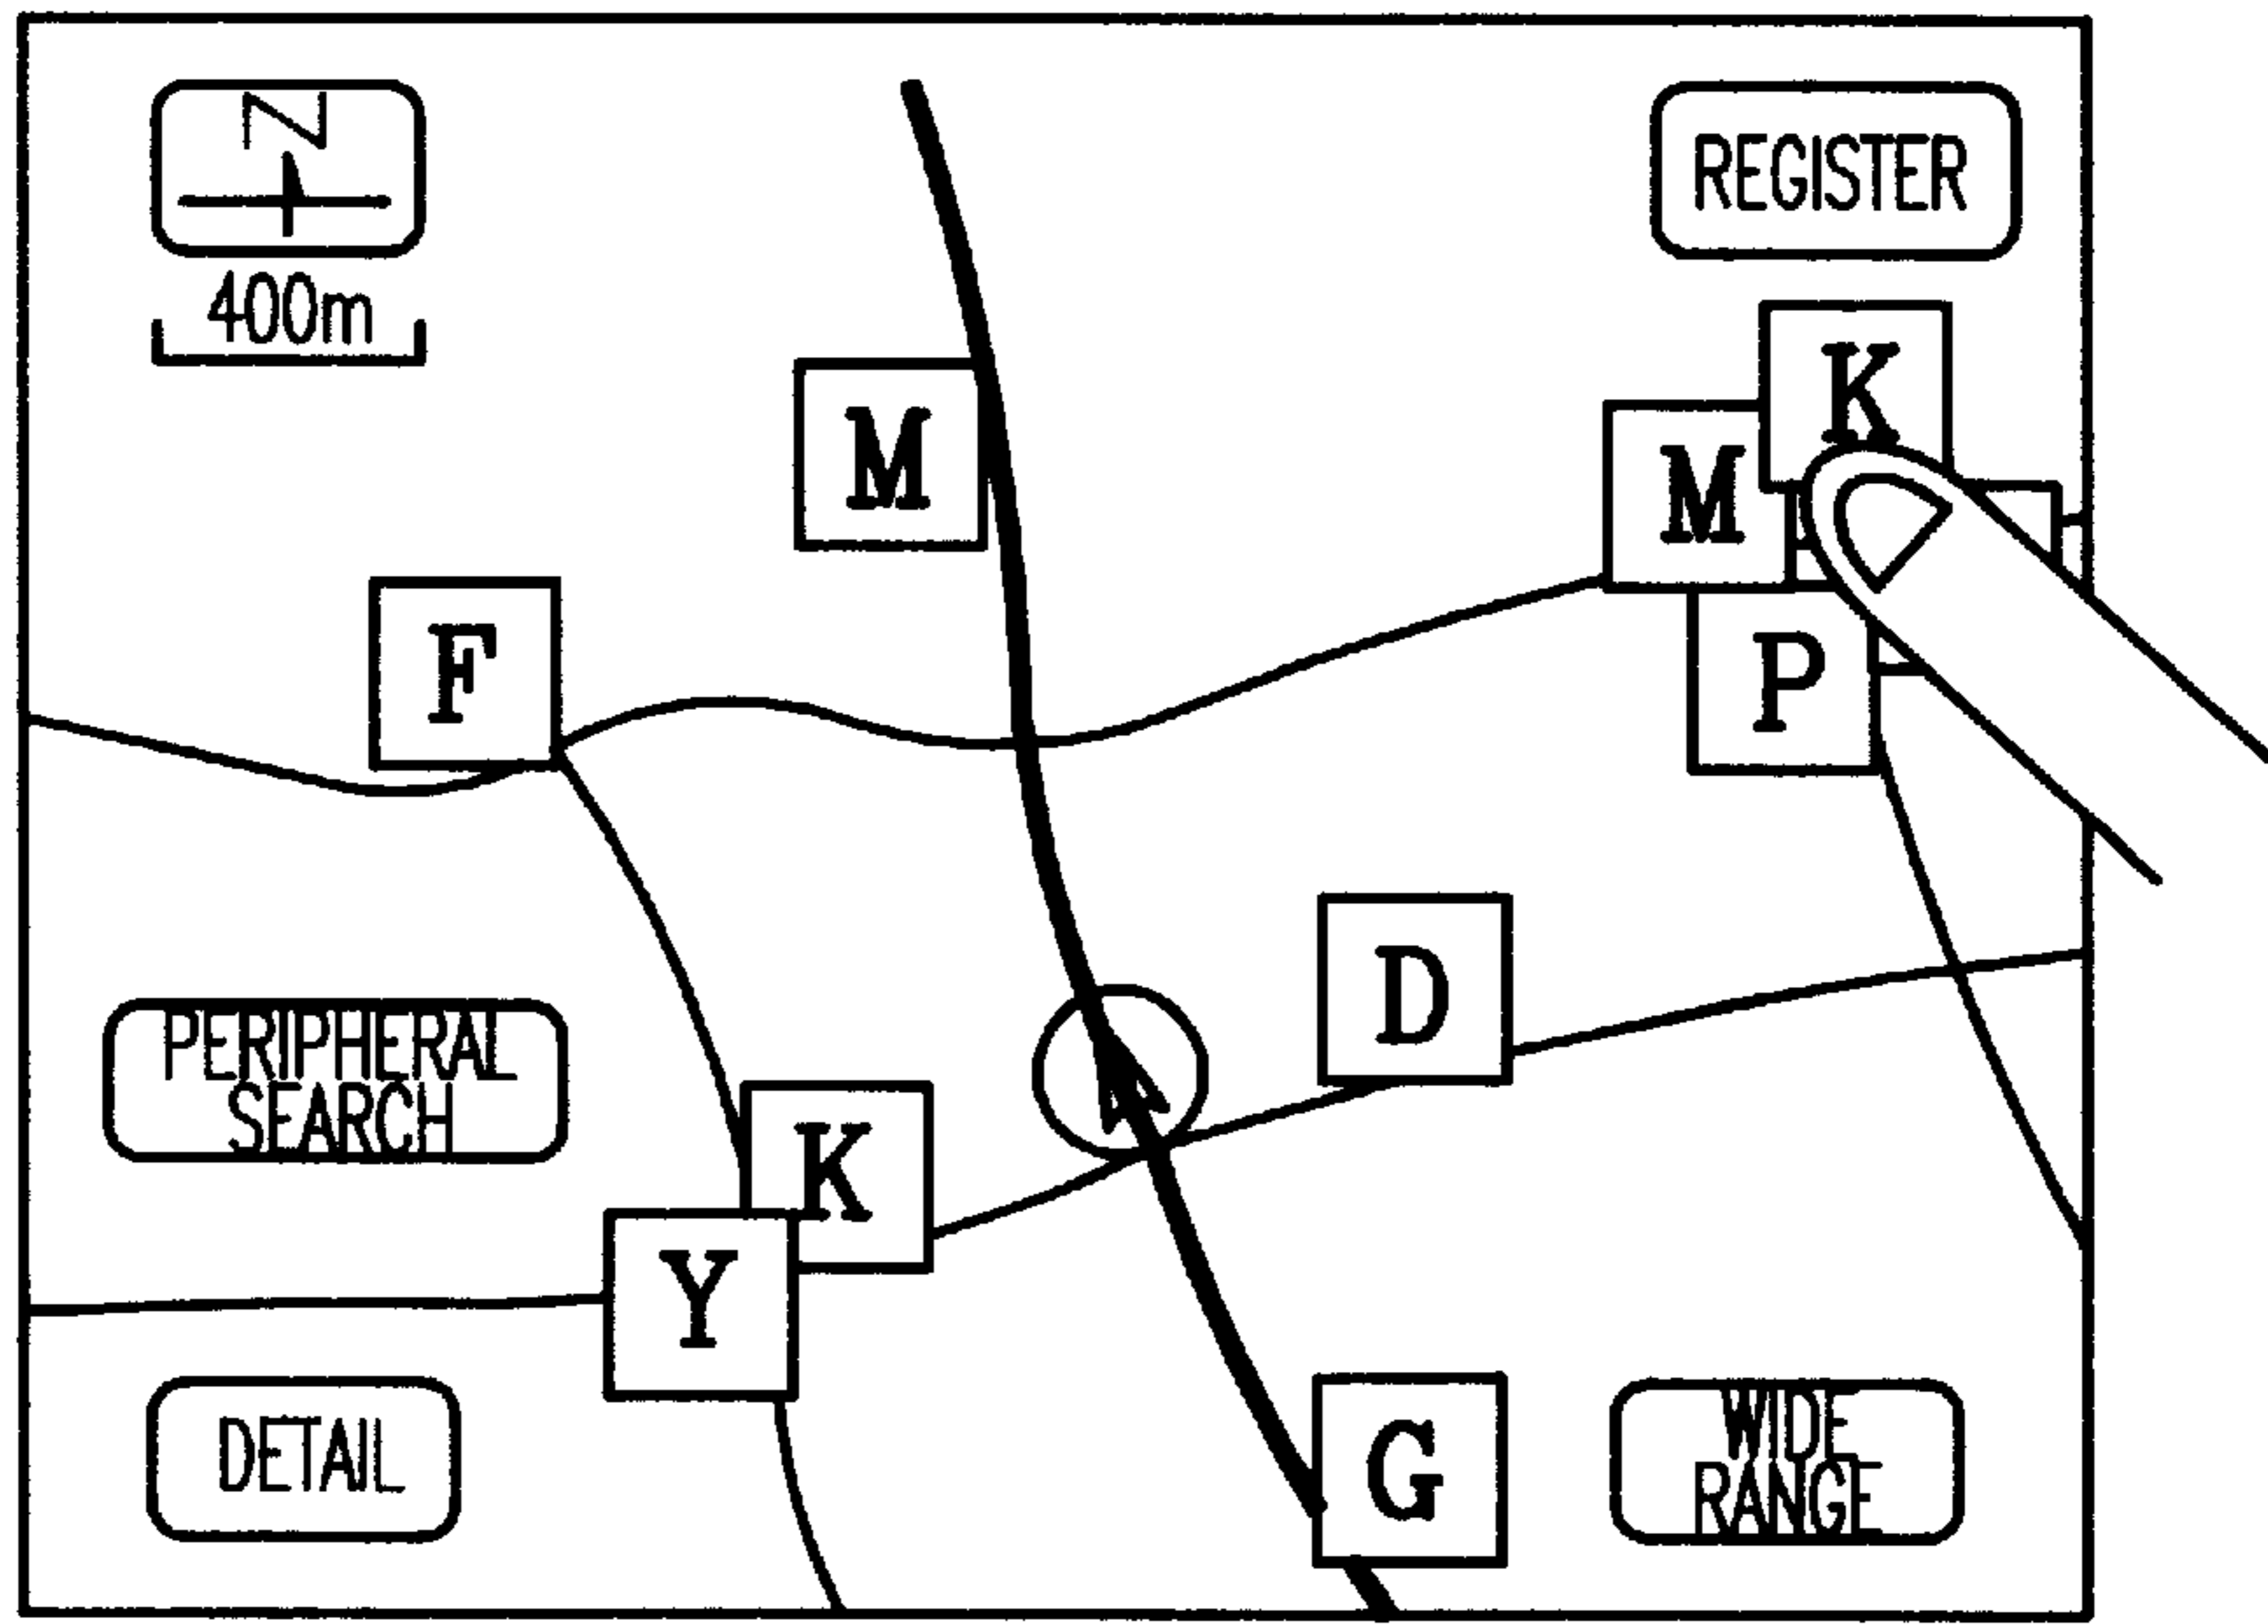 N
REGISTER
400m
K
M
M
F
P
D
PERIPHERAL
SEARCH
K
Y
G
DETAIL
WIDE
RANGE